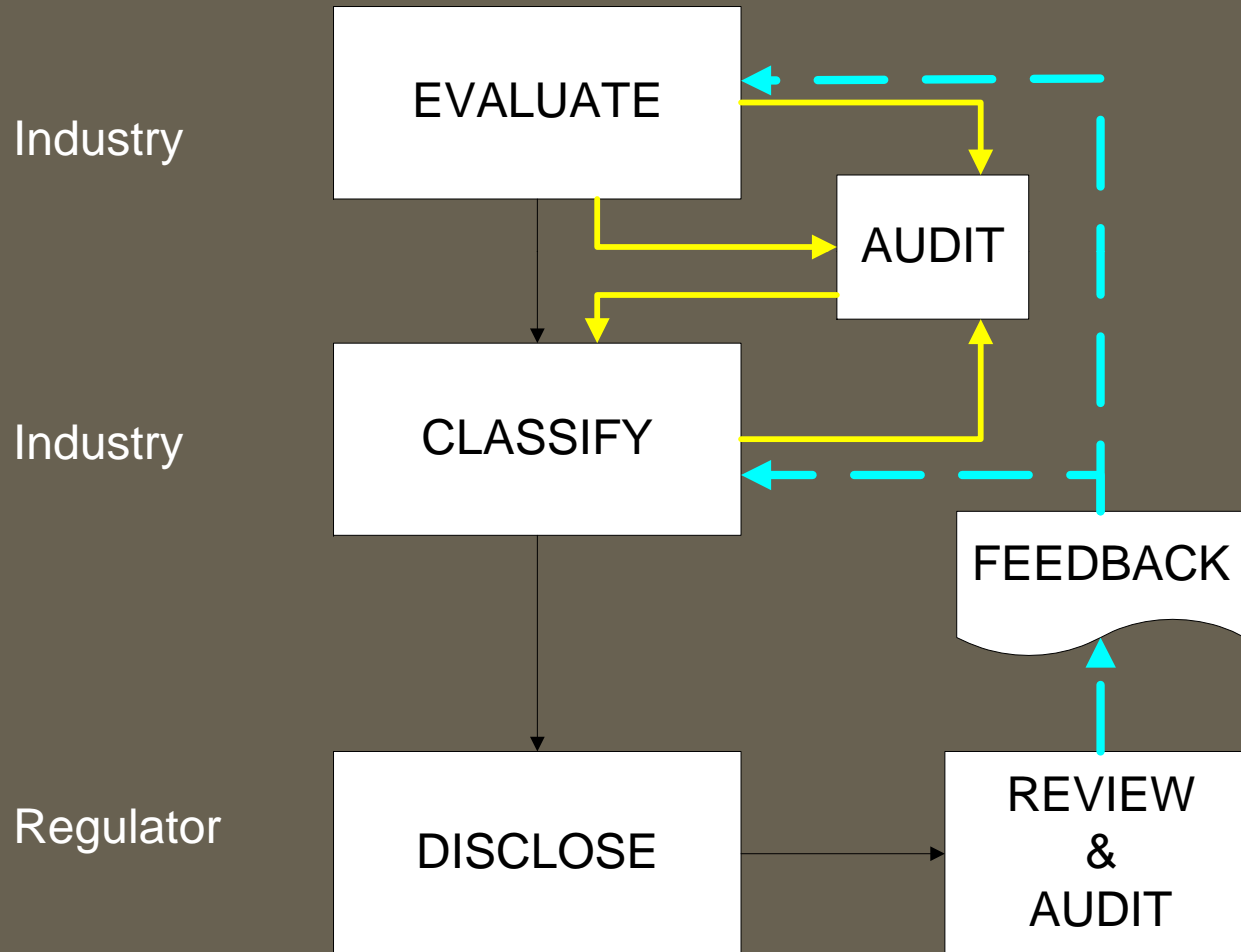 EVALUATE
Industry
AUDIT
Industry
CLASSIFY
FEEDBACK
Regulator
DISCLOSE
REVIEW
&
AUDIT